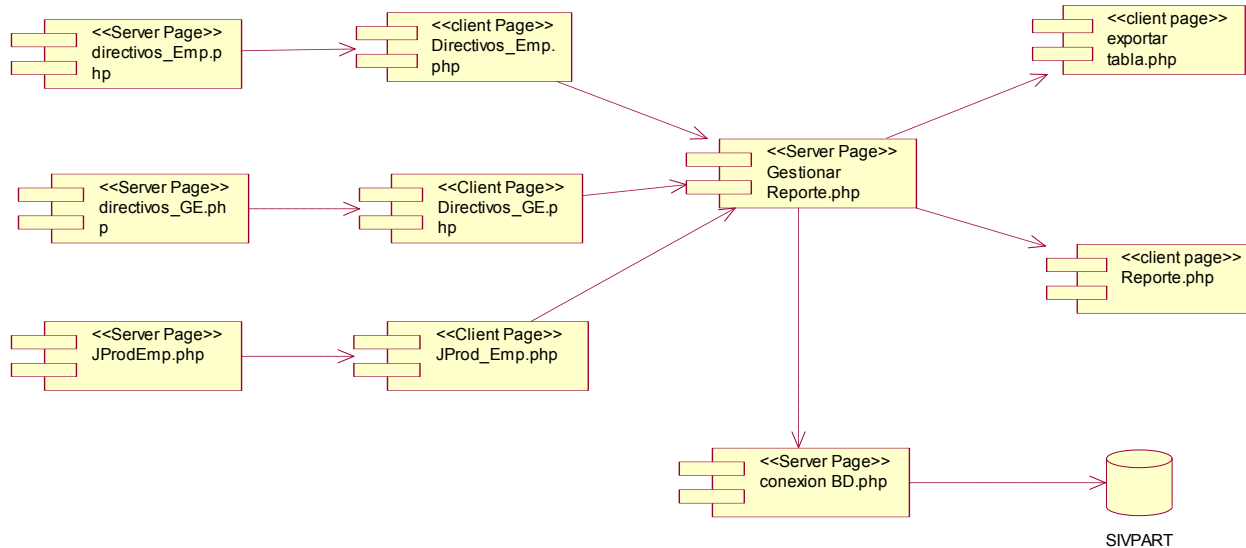 <<Server Page>>
directivos_Emp.p
hp
<<client Page>>
Directivos_Emp.
php
<<client page>>
exportar
tabla.php
<<Server Page>>
Gestionar
Reporte.php
<<Server Page>>
directivos_GE.ph
p
<<Client Page>>
Directivos_GE.p
hp
<<client page>>
Reporte.php
<<Server Page>>
JProdEmp.php
<<Client Page>>
JProd_Emp.php
<<Server Page>>
conexion BD.php
SIVPART